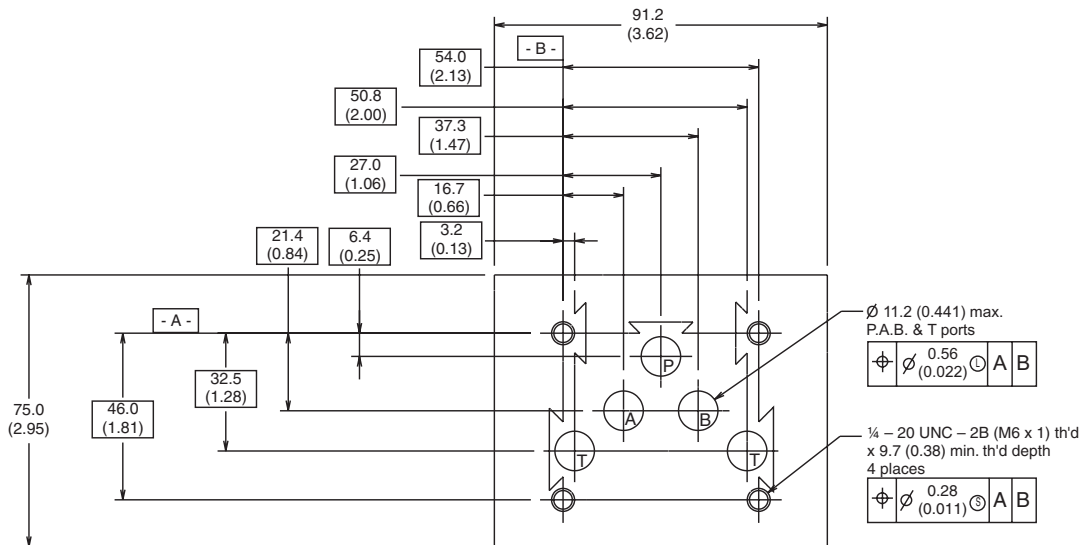 91.2
(3.62)
- B -
54.0
(2.13)
50.8
(2.00)
37.3
(1.47)
27.0
(1.06)
16.7
(0.66)
3.2
(0.13)
21.4
(0.84)
6.4
(0.25)
- A -
32.5
(1.28)
46.0
(1.81)
75.0
(2.95)
P
A
B
T
T
Ø 11.2 (0.441) max.
P.A.B. & T ports
⌖ Ø 0.56 (0.022) Ⓛ A B
¼ – 20 UNC – 2B (M6 x 1) th'd
x 9.7 (0.38) min. th'd depth
4 places
⌖ Ø 0.28 (0.011) Ⓢ A B